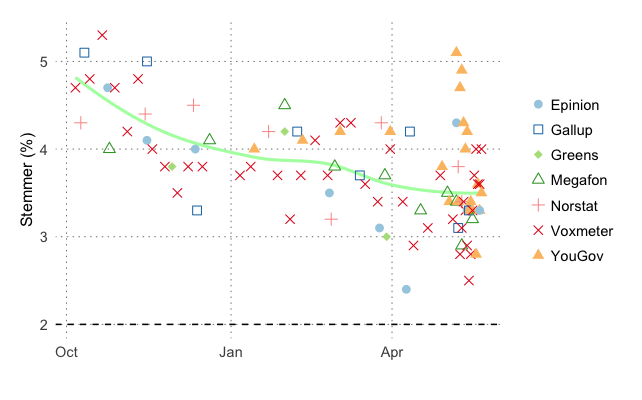 5
4
3
2
Stemmer (%)
Oct
Jan
Apr
Epinion
Gallup
Greens
Megafon
Norstat
Voxmeter
YouGov